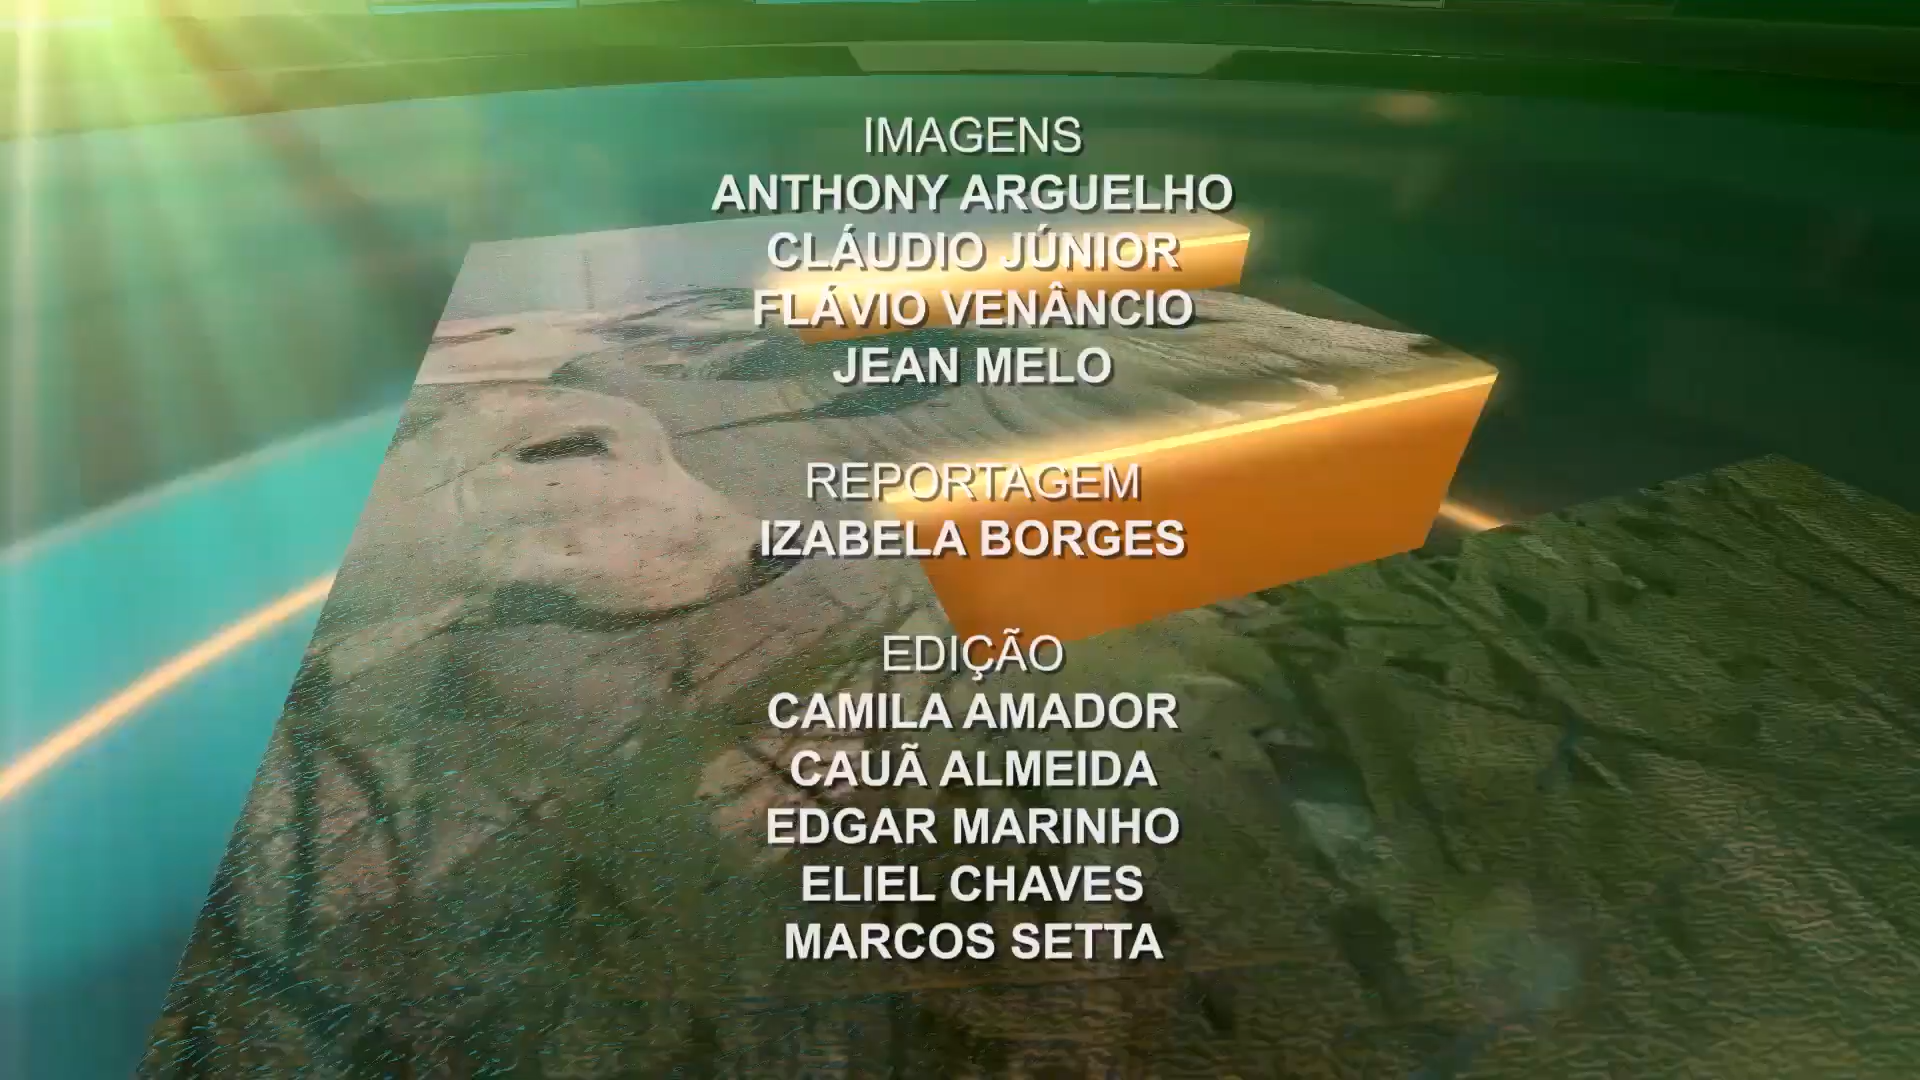 IMAGENS
ANTHONY ARGUELHO
CLÁUDIO JÚNIOR
FLÁVIO VENÂNCIO
JEAN MELO
REPORTAGEM
IZABELA BORGES
EDIÇÃO
CAMILA AMADOR
CAUÃ ALMEIDA
EDGAR MARINHO
ELIEL CHAVES
MARCOS SETTA